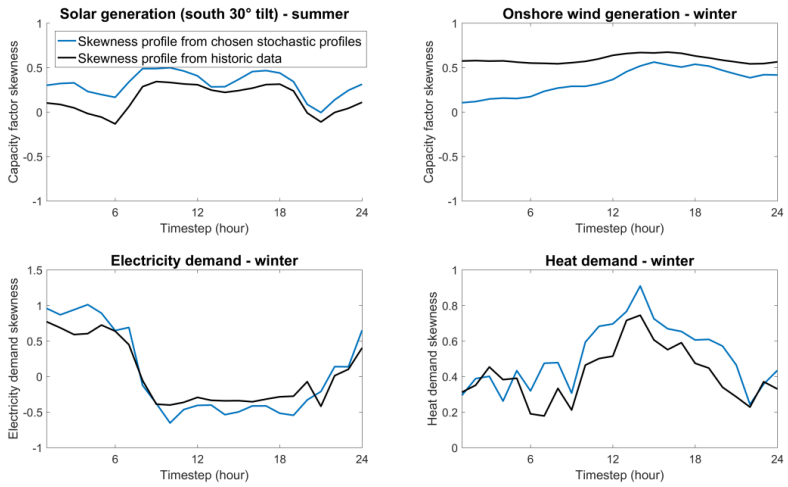 Solar generation (south 30° tilt) - summer
1
0.5
0
-0.5
-1
Capacity factor skewness
Skewness profile from chosen stochastic profiles
Skewness profile from historic data
6
12
18
24
Timestep (hour)
Onshore wind generation - winter
1
0.5
0
-0.5
-1
Capacity factor skewness
6
12
18
24
Timestep (hour)
Electricity demand - winter
1.5
1
0.5
0
-0.5
-1
Electricity demand skewness
6
12
18
24
Timestep (hour)
Heat demand - winter
1
0.8
0.6
0.4
0.2
0
Heat demand skewness
6
12
18
24
Timestep (hour)